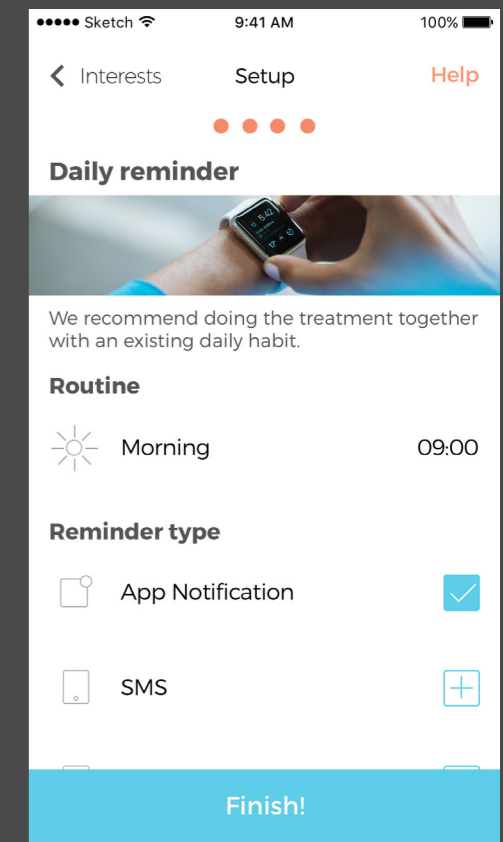 Sketch 9:41 AM 100%
Interests Setup Help
Daily reminder
We recommend doing the treatment together
with an existing daily habit.
Routine
Morning 09:00
Reminder type
App Notification
SMS
Finish!